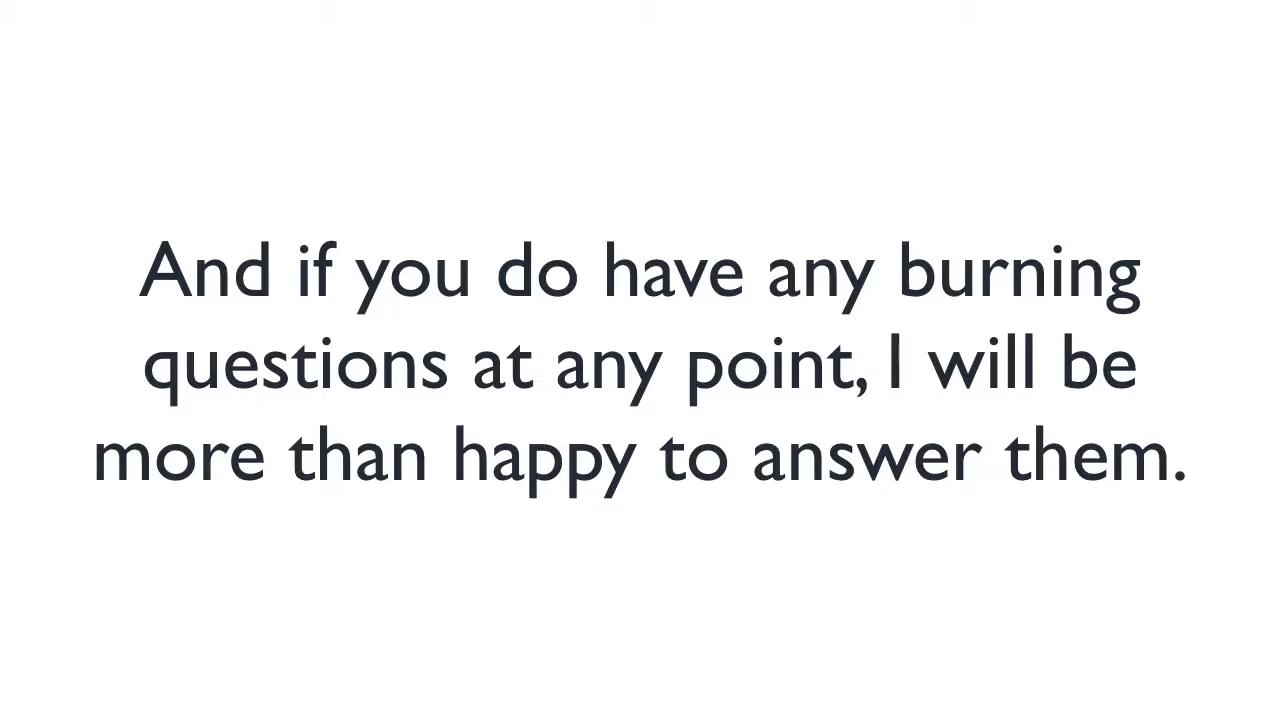 And if you do have any burning
questions at any point, I will be
more than happy to answer them.